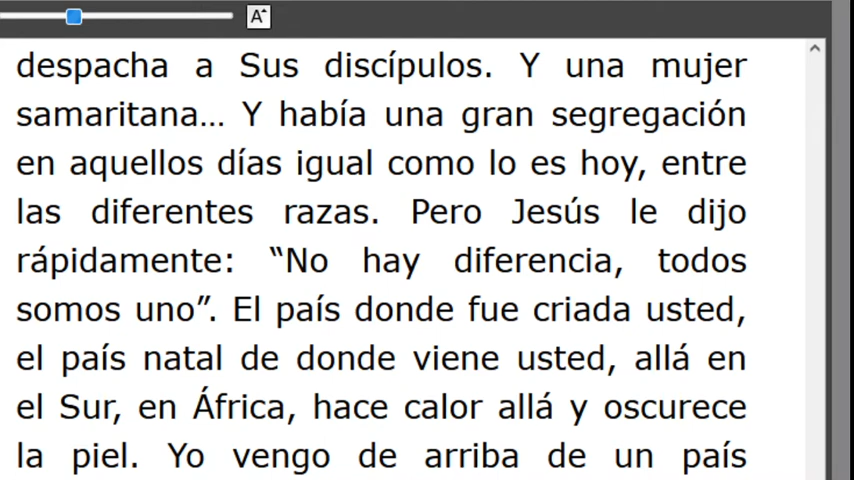 A
despacha a Sus discípulos. Y una mujer
samaritana... Y había una gran segregación
en aquellos días igual como lo es hoy, entre
las diferentes razas. Pero Jesús le dijo
rápidamente: “No hay diferencia, todos
somos uno”. El país donde fue criada usted,
el país natal de donde viene usted, allá en
el Sur, en África, hace calor allá y oscurece
la piel. Yo vengo de arriba de un país